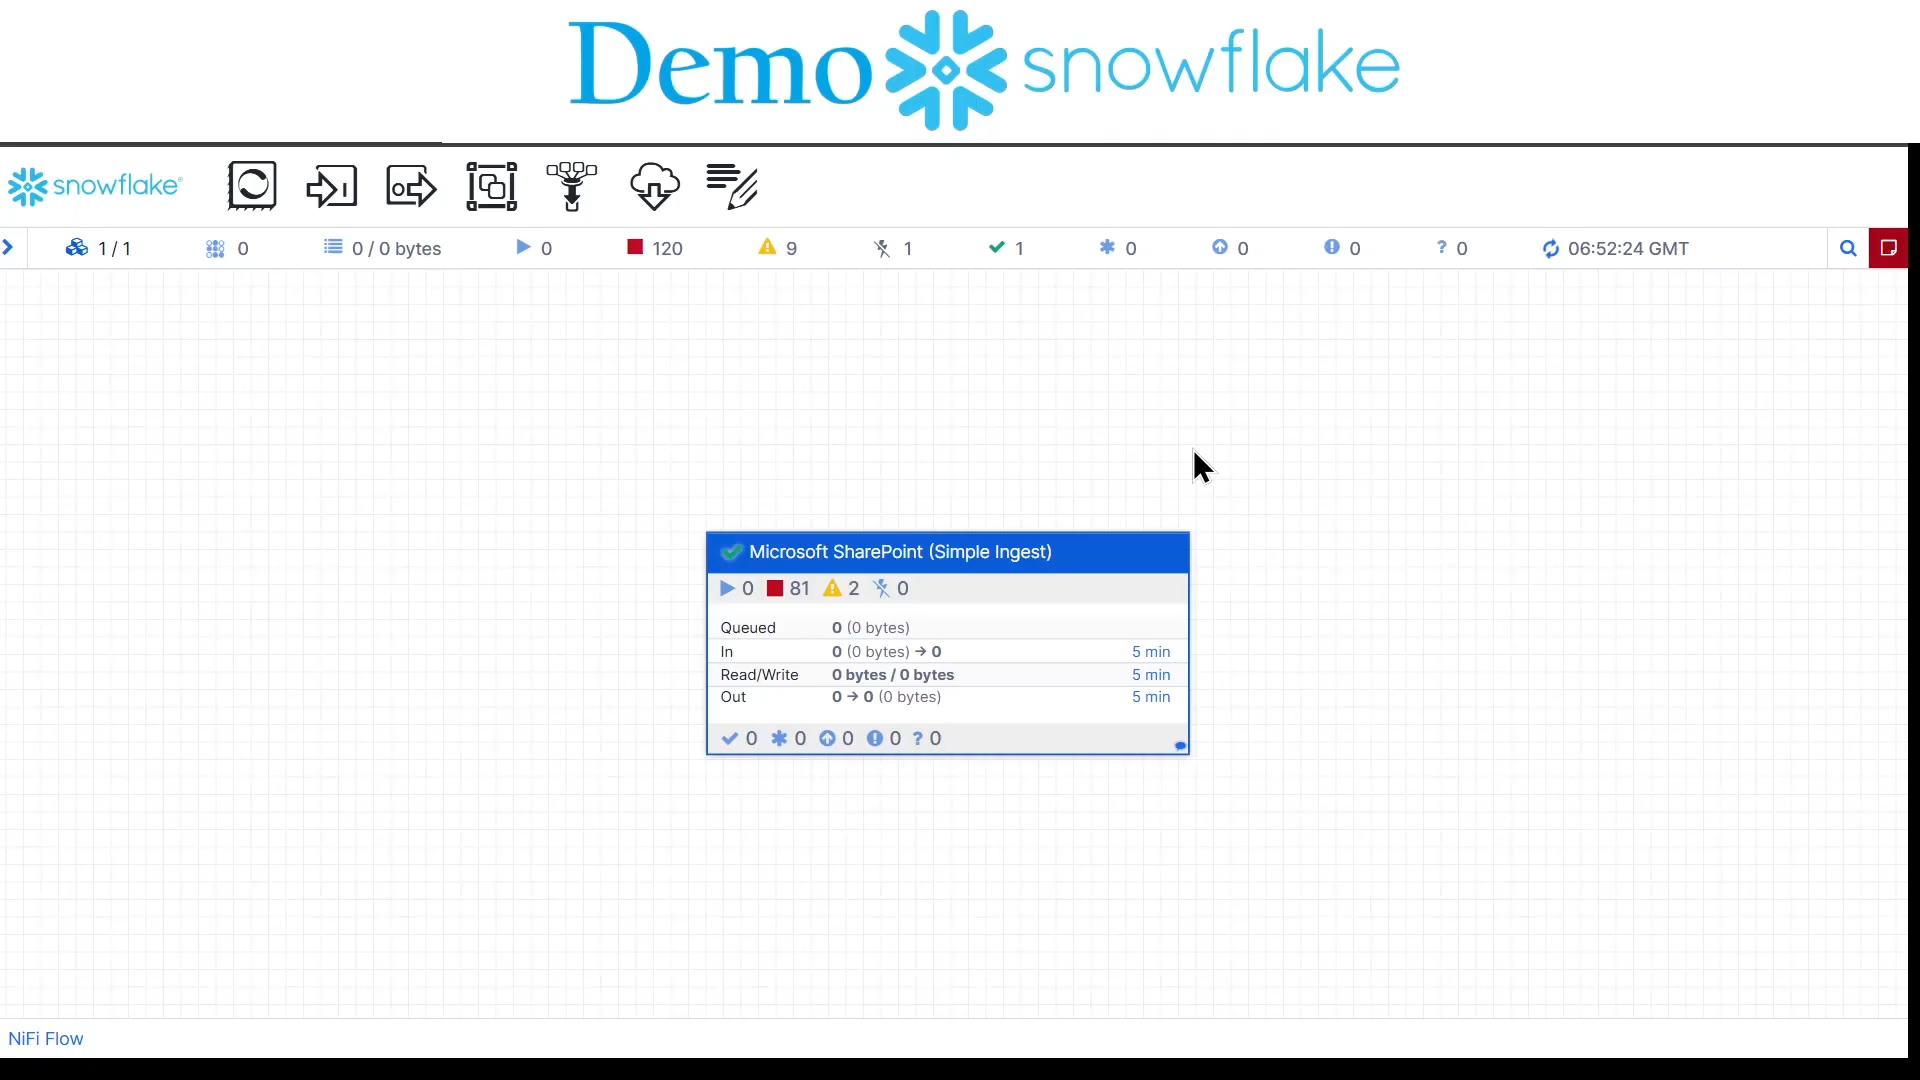 Demo snowflake
snowflake®
1 / 1 0 0 / 0 bytes 0 120 9 1 1 0 0 0 ? 0 06:52:24 GMT
Microsoft SharePoint (Simple Ingest)
0 81 2 0
Queued 0 (0 bytes)
In 0 (0 bytes) → 0 5 min
Read/Write 0 bytes / 0 bytes 5 min
Out 0 → 0 (0 bytes) 5 min
0 0 0 0 ? 0
NiFi Flow